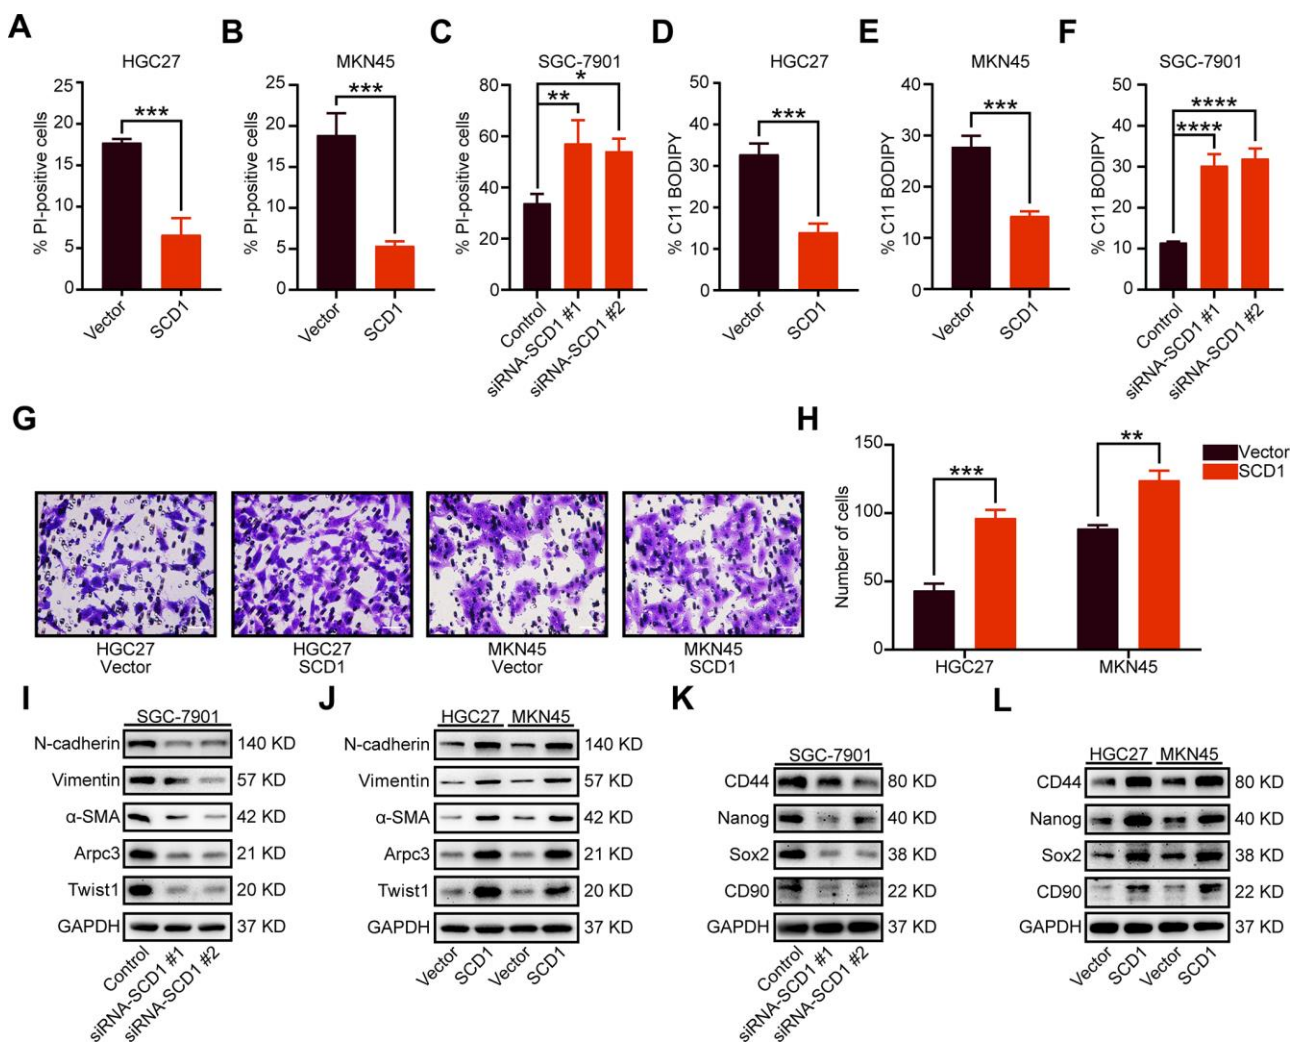 A
HGC27
% PI-positive cells
25
20
15
10
5
0
***
Vector
SCD1
B
MKN45
% PI-positive cells
25
20
15
10
5
0
***
Vector
SCD1
C
SGC-7901
% PI-positive cells
80
60
40
20
0
*
**
Control
siRNA-SCD1 #1
siRNA-SCD1 #2
D
HGC27
% C11 BODIPY
50
40
30
20
10
0
***
Vector
SCD1
E
MKN45
% C11 BODIPY
40
30
20
10
0
***
Vector
SCD1
F
SGC-7901
% C11 BODIPY
50
40
30
20
10
0
****
****
Control
siRNA-SCD1 #1
siRNA-SCD1 #2
G
HGC27
Vector
HGC27
SCD1
MKN45
Vector
MKN45
SCD1
H
Number of cells
150
100
50
0
***
**
HGC27
MKN45
Vector
SCD1
I
SGC-7901
N-cadherin 140 KD
Vimentin 57 KD
α-SMA 42 KD
Arpc3 21 KD
Twist1 20 KD
GAPDH 37 KD
Control
siRNA-SCD1 #1
siRNA-SCD1 #2
J
HGC27 MKN45
N-cadherin 140 KD
Vimentin 57 KD
α-SMA 42 KD
Arpc3 21 KD
Twist1 20 KD
GAPDH 37 KD
Vector
SCD1
Vector
SCD1
K
SGC-7901
CD44 80 KD
Nanog 40 KD
Sox2 38 KD
CD90 22 KD
GAPDH 37 KD
Control
siRNA-SCD1 #1
siRNA-SCD1 #2
L
HGC27 MKN45
CD44 80 KD
Nanog 40 KD
Sox2 38 KD
CD90 22 KD
GAPDH 37 KD
Vector
SCD1
Vector
SCD1